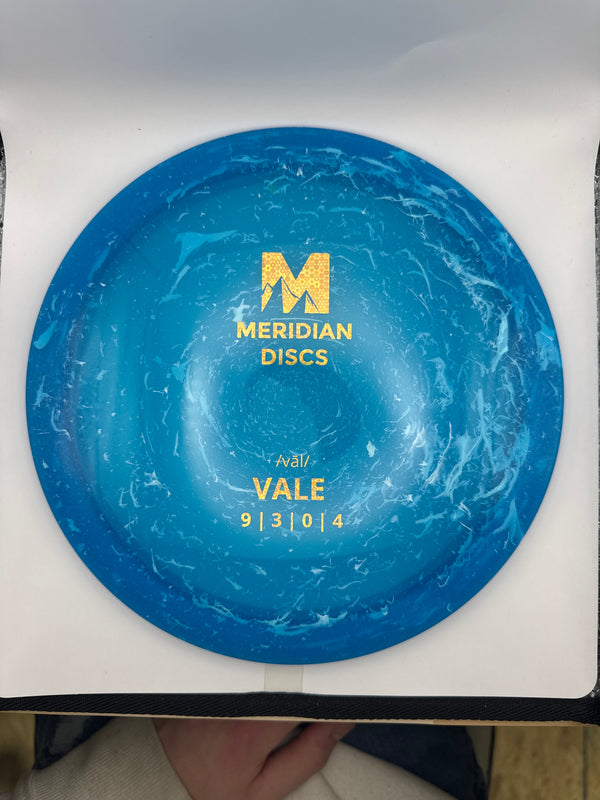 M
MERIDIAN
DISCS
/vāl/
VALE
9 | 3 | 0 | 4